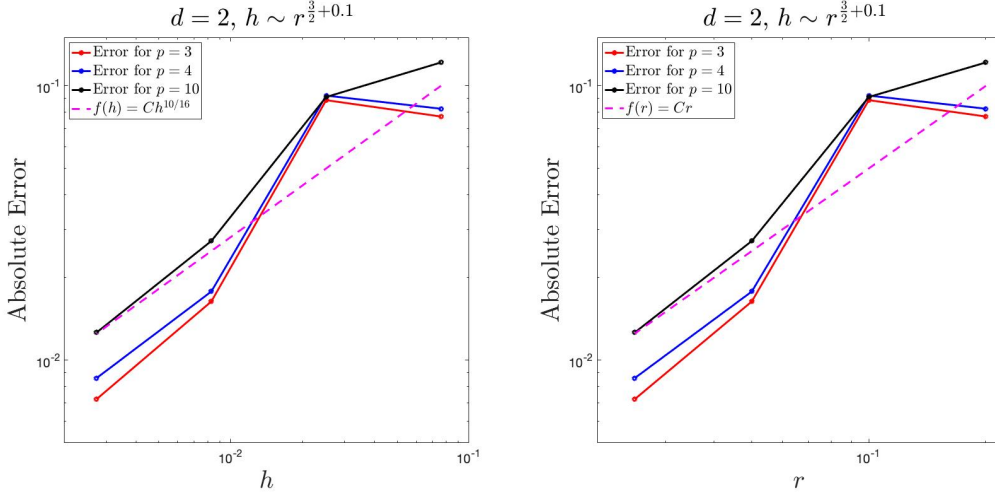 d = 2, h ∼ r^{3/2+0.1}
Error for p = 3
Error for p = 4
Error for p = 10
f(h) = Ch^{10/16}
10^{-1}
10^{-2}
Absolute Error
10^{-2}
10^{-1}
h
d = 2, h ∼ r^{3/2+0.1}
Error for p = 3
Error for p = 4
Error for p = 10
f(r) = Cr
10^{-1}
10^{-2}
Absolute Error
10^{-1}
r